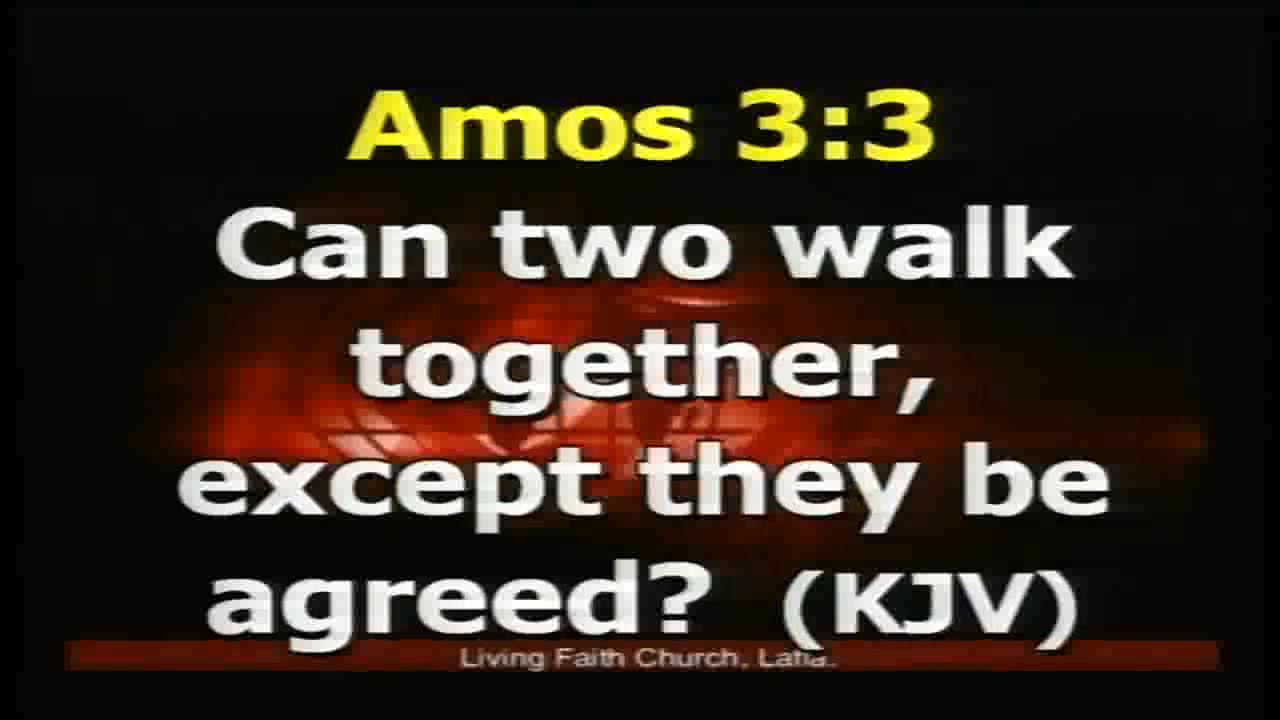 Amos 3:3
Can two walk
together,
except they be
agreed? (KJV)
Living Faith Church, Lafia.